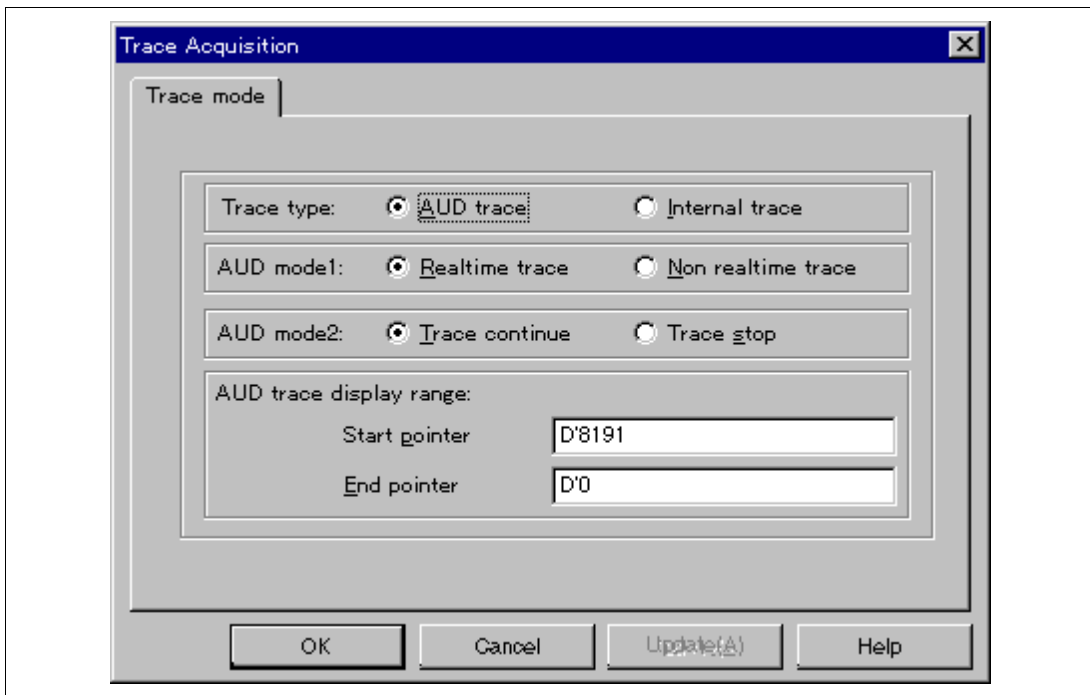 Trace Acquisition
Trace mode
Trace type: AUD trace Internal trace
AUD mode1: Realtime trace Non realtime trace
AUD mode2: Trace continue Trace stop
AUD trace display range:
Start pointer D'8191
End pointer D'0
OK Cancel Update(A) Help